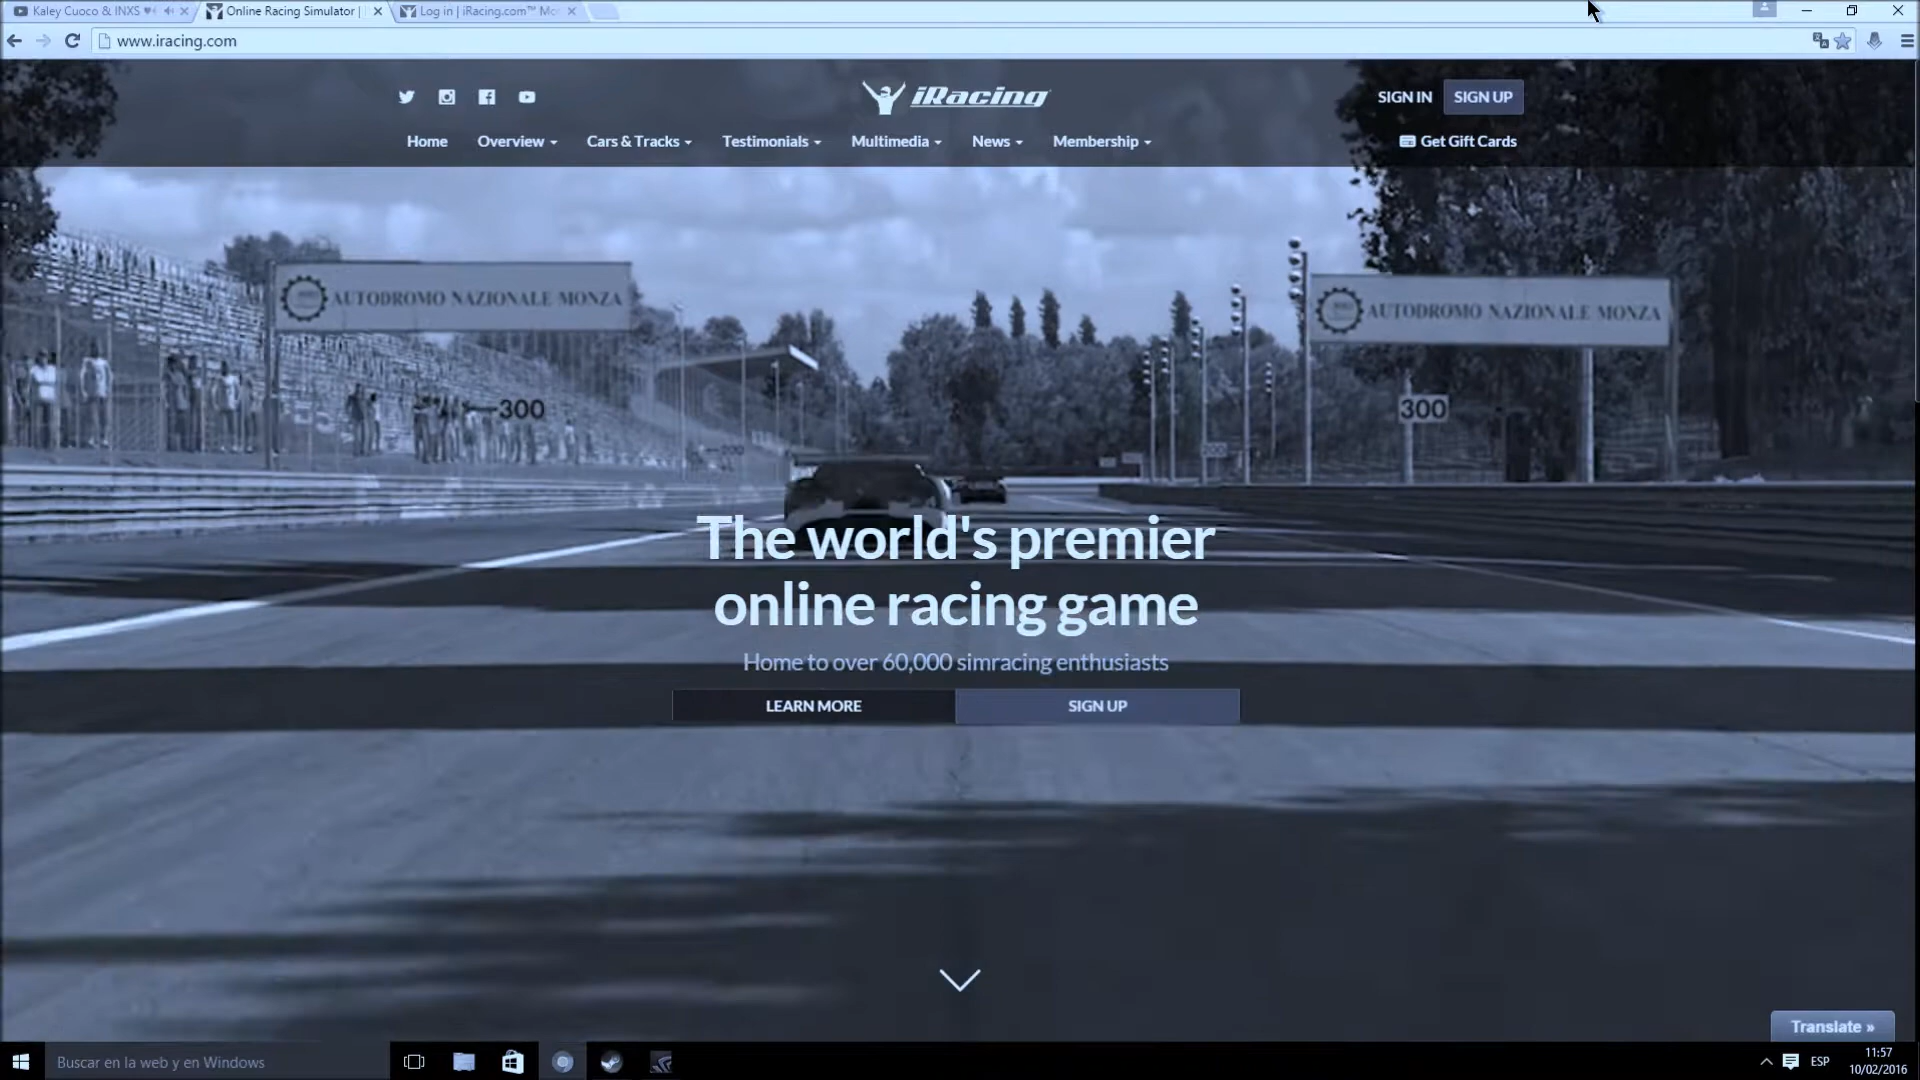 Kaley Cuoco & INXS
Online Racing Simulator |
Log in | iRacing.com™ Mo
www.iracing.com
iRacing
SIGN IN
SIGN UP
Home
Overview
Cars & Tracks
Testimonials
Multimedia
News
Membership
Get Gift Cards
AUTODROMO NAZIONALE MONZA
AUTODROMO NAZIONALE MONZA
300
300
200
The world's premier
online racing game
Home to over 60,000 simracing enthusiasts
LEARN MORE
SIGN UP
Translate »
Buscar en la web y en Windows
ESP
11:57
10/02/2016